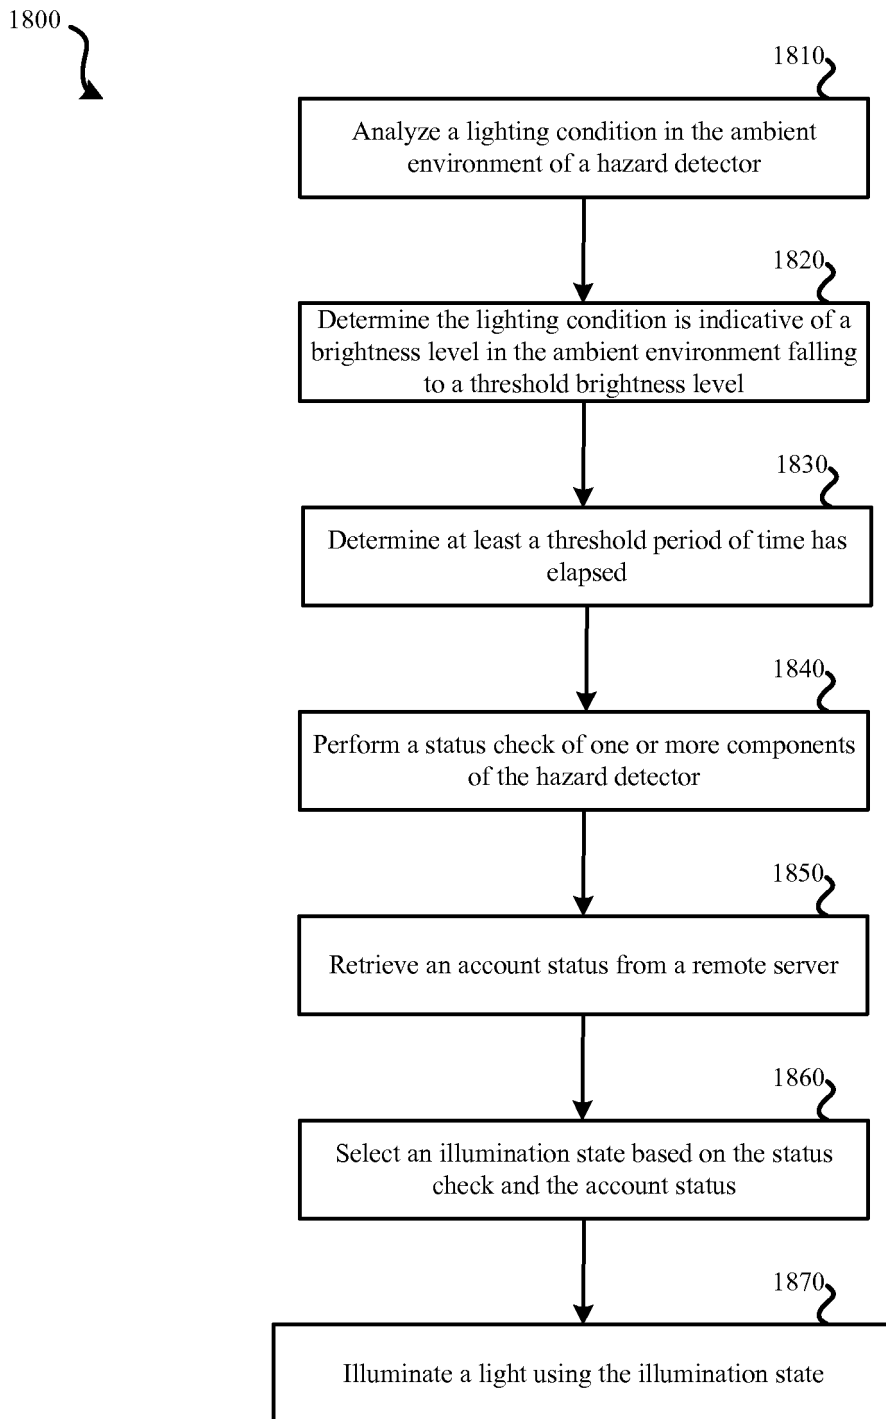 1800
1810
Analyze a lighting condition in the ambient
environment of a hazard detector
1820
Determine the lighting condition is indicative of a
brightness level in the ambient environment falling
to a threshold brightness level
1830
Determine at least a threshold period of time has
elapsed
1840
Perform a status check of one or more components
of the hazard detector
1850
Retrieve an account status from a remote server
1860
Select an illumination state based on the status
check and the account status
1870
Illuminate a light using the illumination state